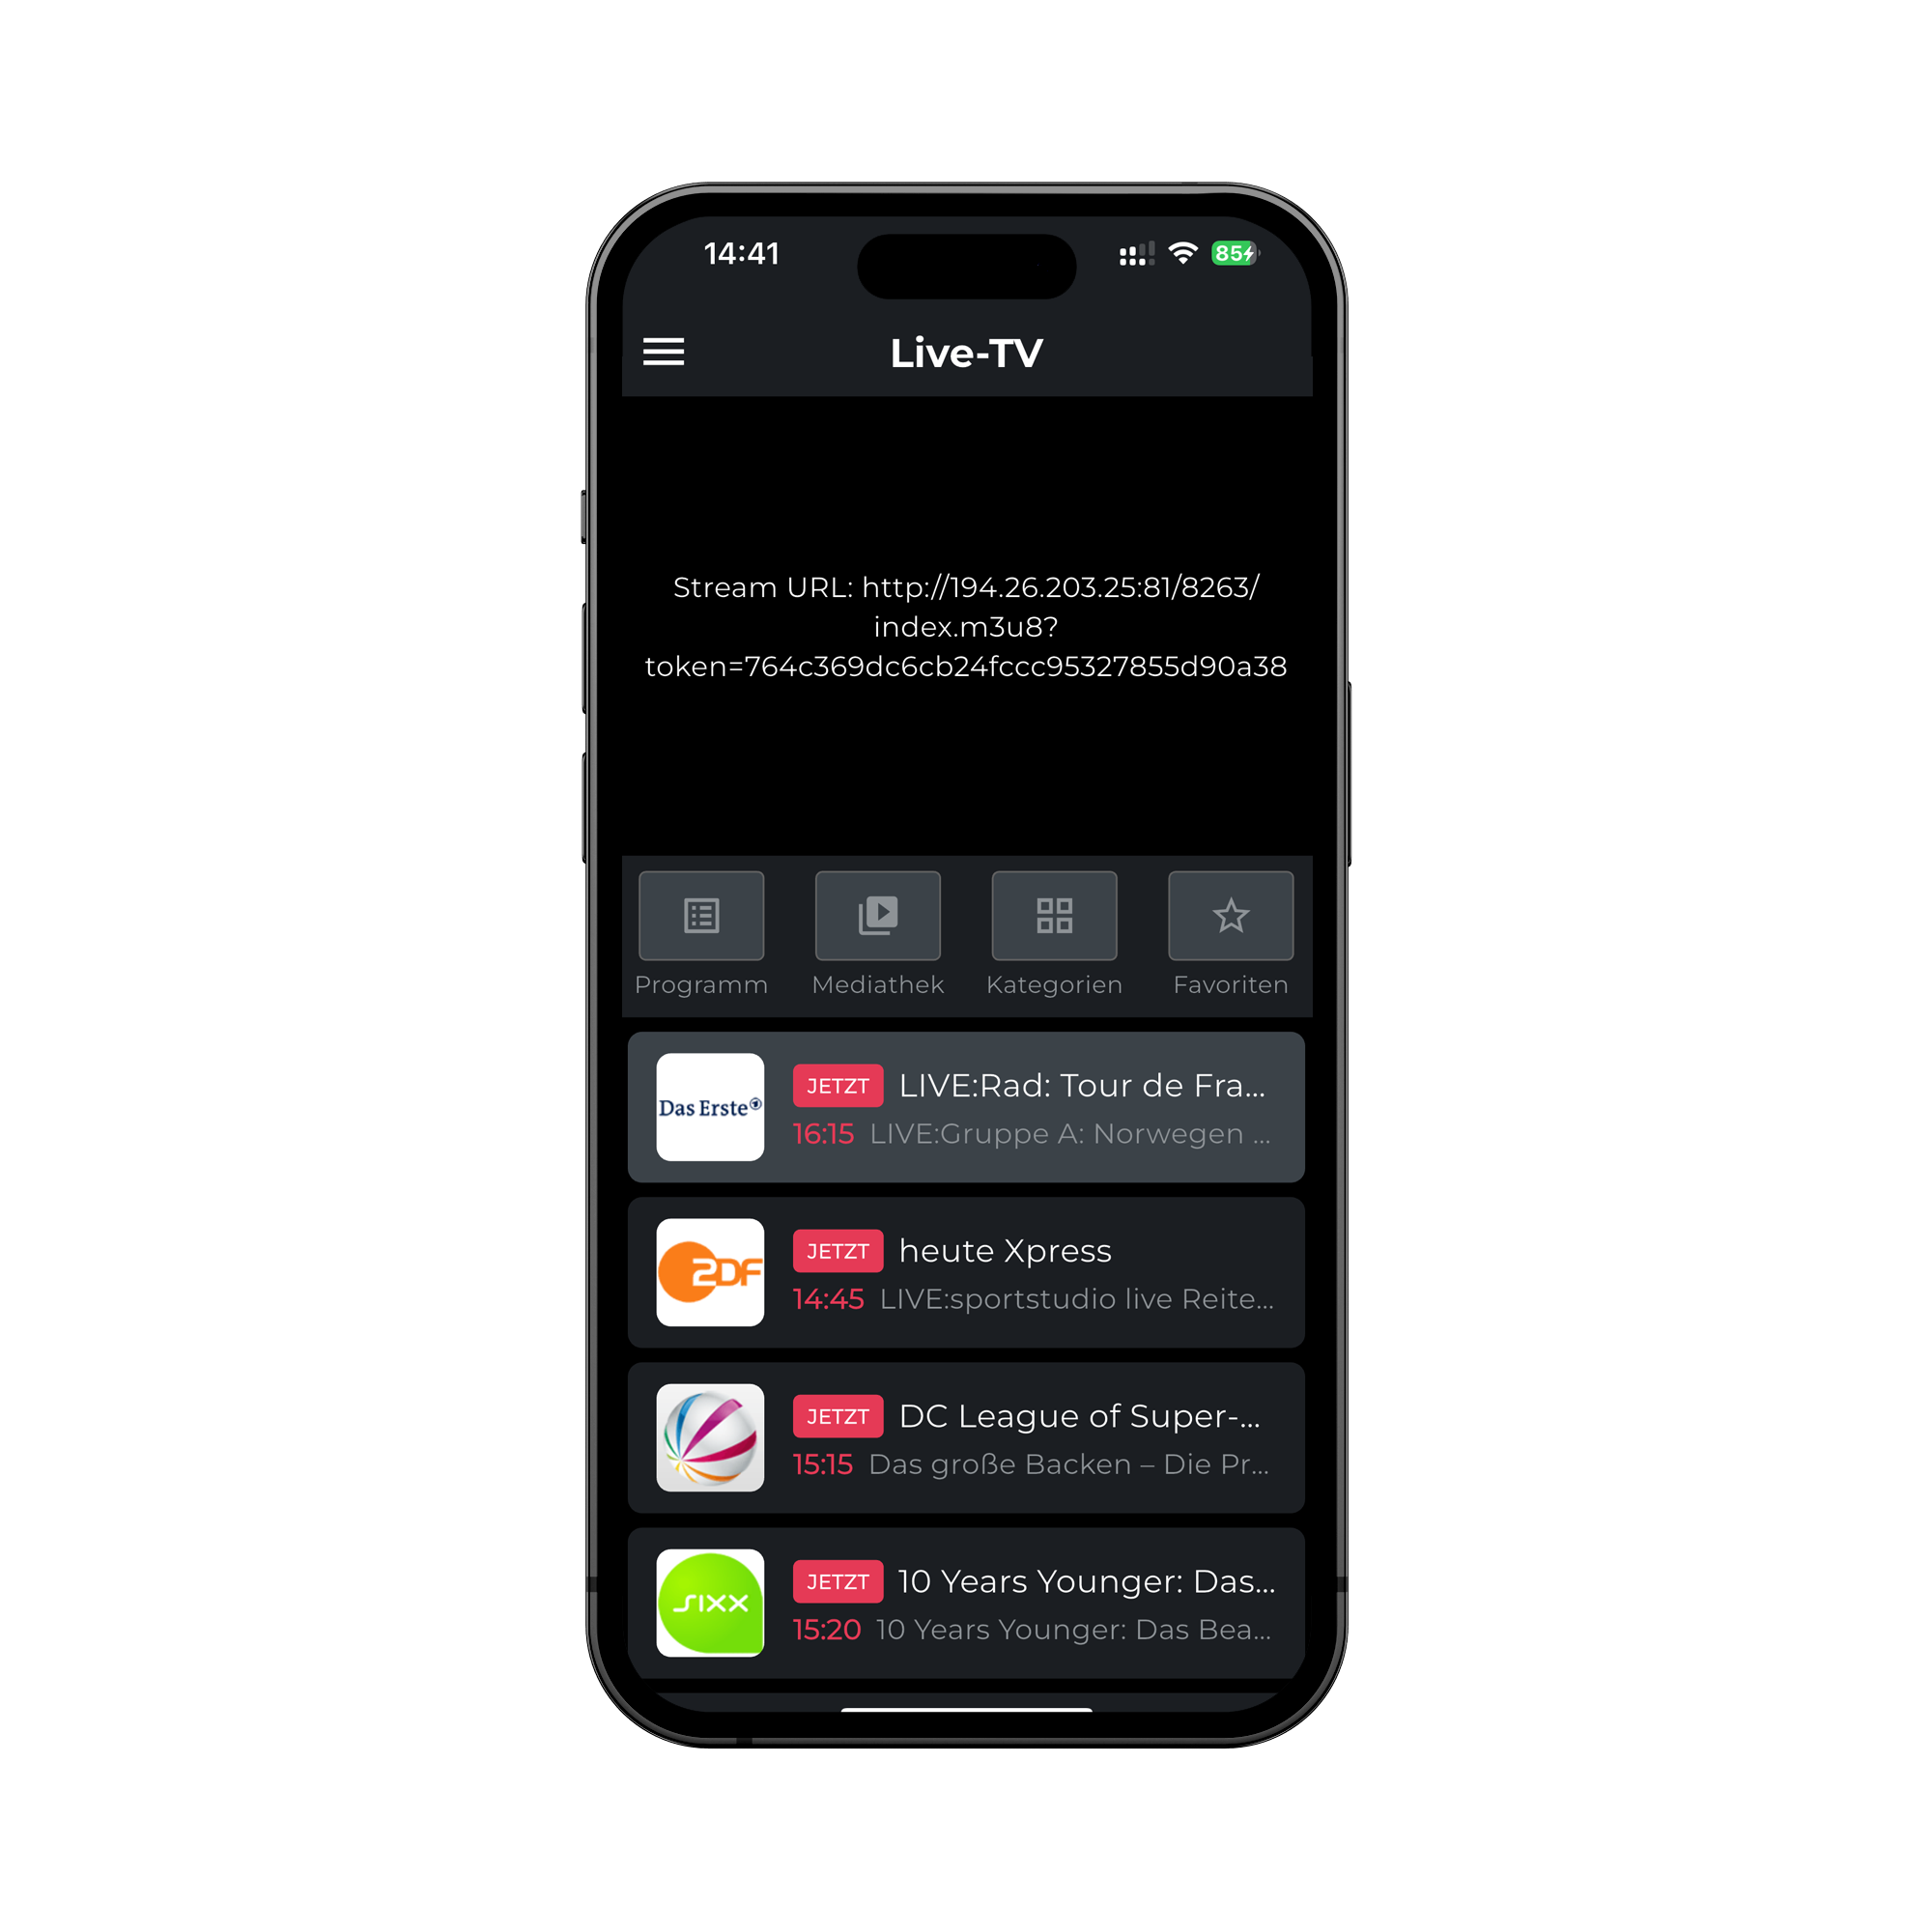 14:41
85
Live-TV
Stream URL: http://194.26.203.25:81/8263/
index.m3u8?
token=764c369dc6cb24fccc95327855d90a38
Programm Mediathek Kategorien Favoriten
Das Erste
JETZT LIVE:Rad: Tour de Fra...
16:15 LIVE:Gruppe A: Norwegen ...
ZDF
JETZT heute Xpress
14:45 LIVE:sportstudio live Reite...
JETZT DC League of Super-...
15:15 Das große Backen – Die Pr...
sixx
JETZT 10 Years Younger: Das...
15:20 10 Years Younger: Das Bea...